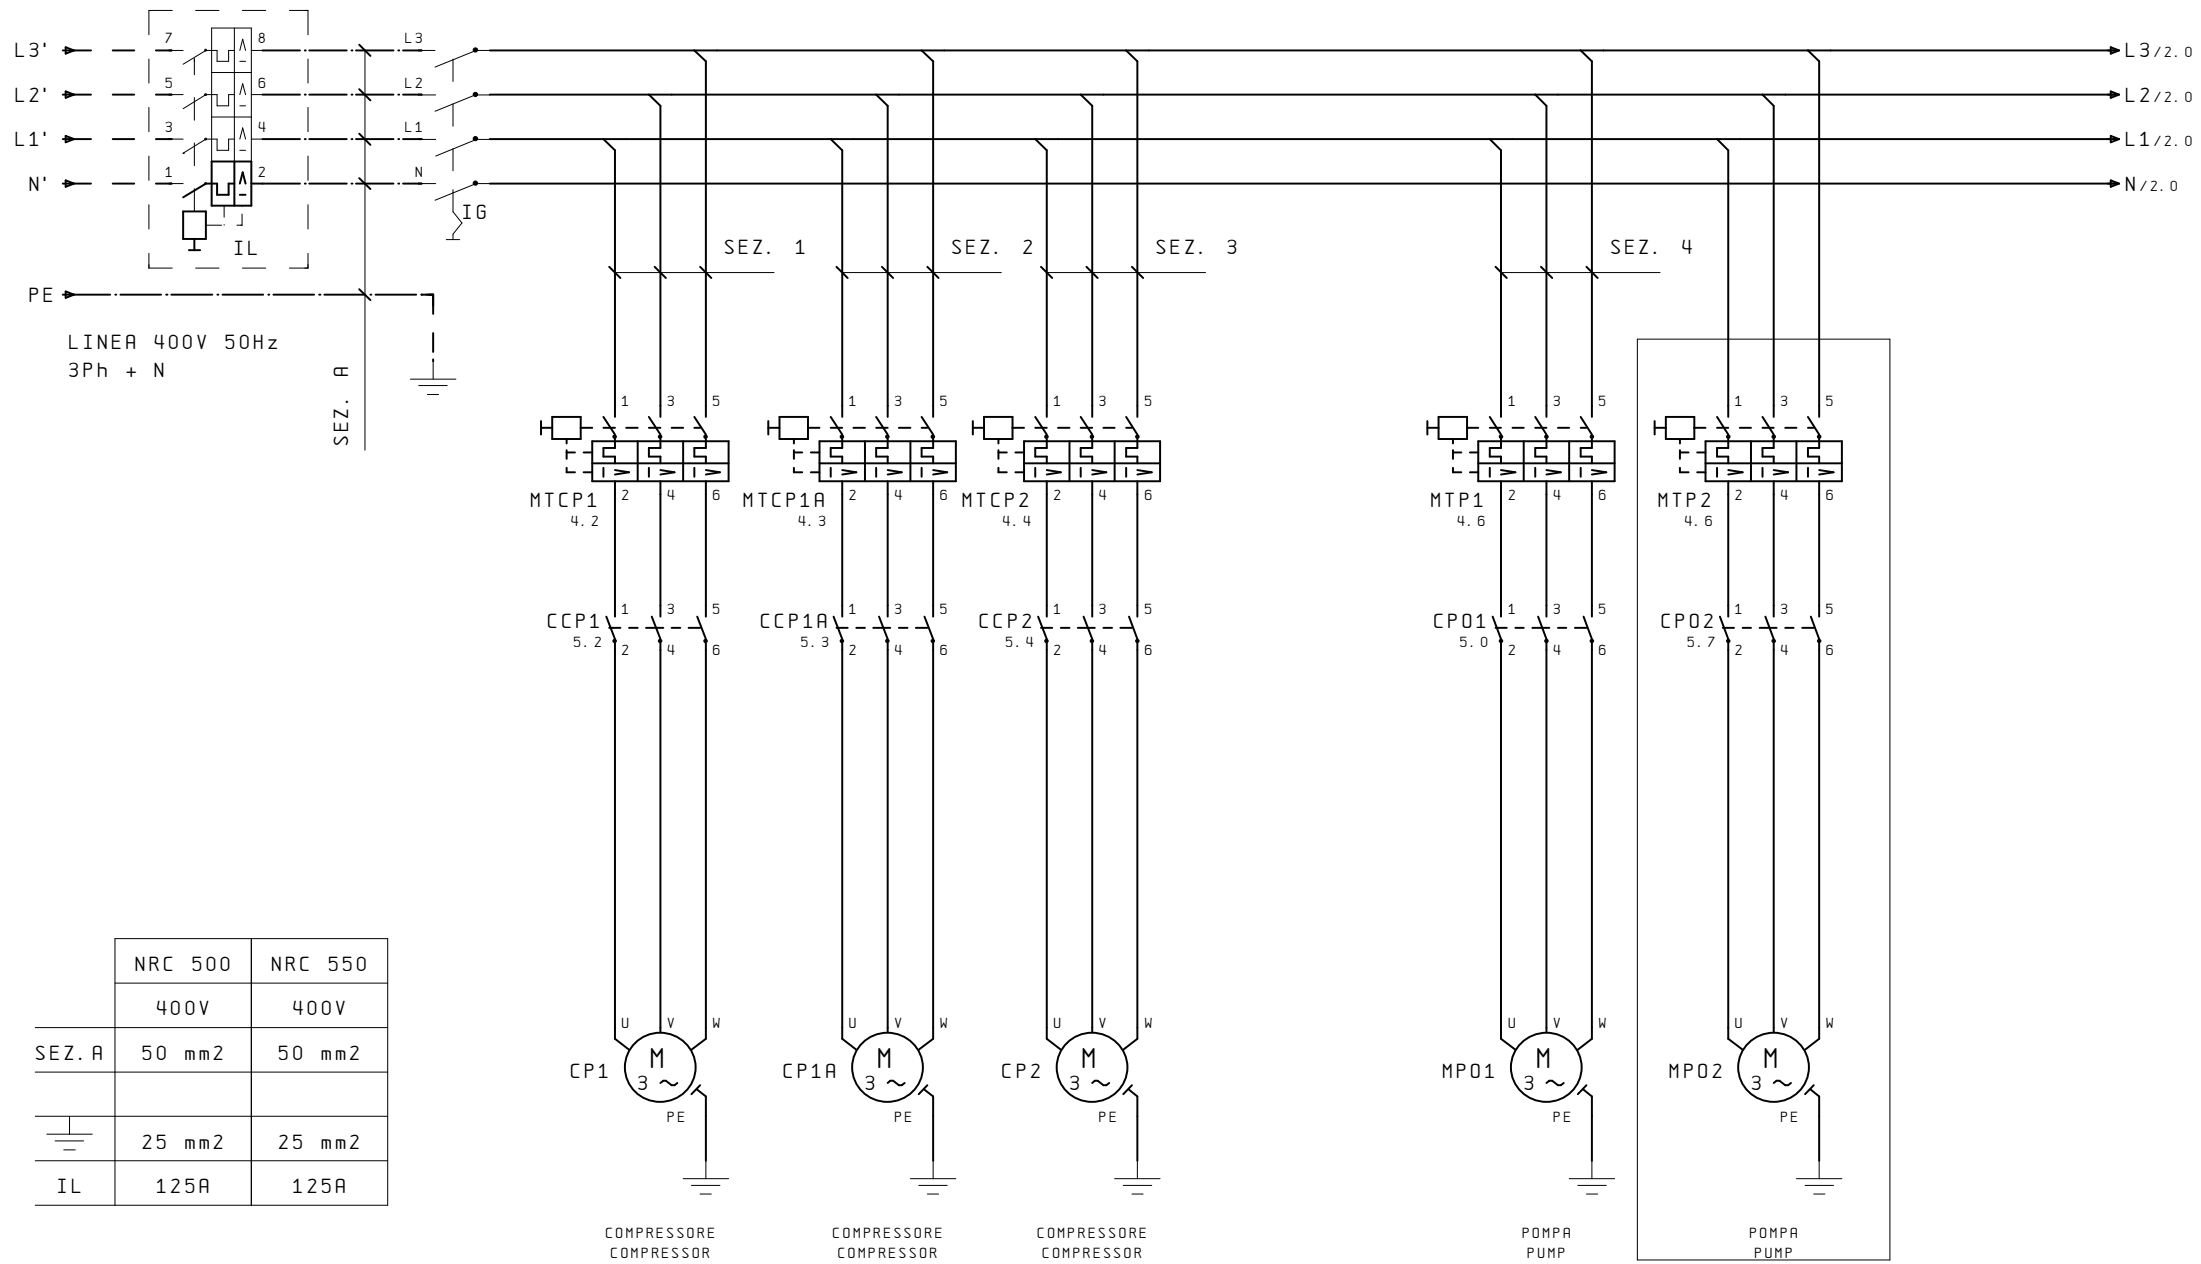 L3' 7 8 L3 L3/2.0
L2' 5 6 L2 L2/2.0
L1' 3 4 L1 L1/2.0
N' 1 2 N N/2.0
IG
IL
SEZ. 1 SEZ. 2 SEZ. 3 SEZ. 4
PE
LINEA 400V 50Hz
3Ph + N
SEZ. A
1 3 5 1 3 5 1 3 5 1 3 5 1 3 5
MTCP1 2 4 6 MTCP1A 2 4 6 MTCP2 2 4 6 MTP1 2 4 6 MTP2 2 4 6
4.2 4.3 4.4 4.6 4.6
1 3 5 1 3 5 1 3 5 1 3 5 1 3 5
CCP1 CCP1A CCP2 CPO1 CPO2
5.2 5.3 5.4 5.0 5.7
2 4 6 2 4 6 2 4 6 2 4 6 2 4 6
NRC 500 NRC 550
400V 400V
SEZ.A 50 mm2 50 mm2
25 mm2 25 mm2
IL 125A 125A
U V W U V W U V W U V W U V W
M M M M M
CP1 CP1A CP2 MPO1 MPO2
3 ~ 3 ~ 3 ~ 3 ~ 3 ~
PE PE PE PE PE
COMPRESSORE COMPRESSORE COMPRESSORE POMPA POMPA
COMPRESSOR COMPRESSOR COMPRESSOR PUMP PUMP